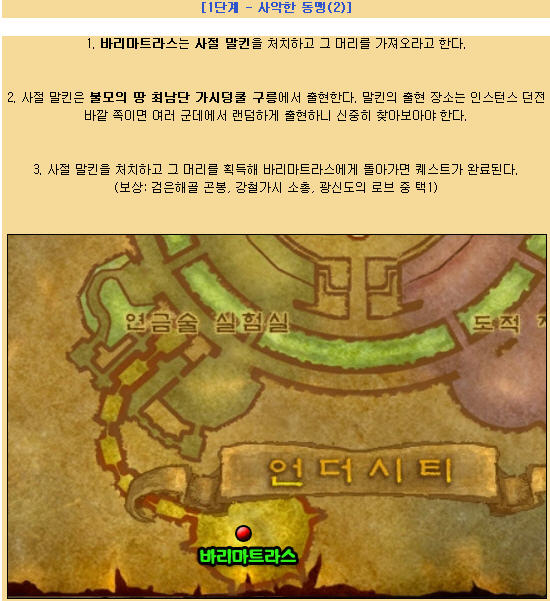 [1단계 - 사악한 동맹(2)]
1. 바리마트라스는 사절 말킨을 처치하고 그 머리를 가져오라고 한다.
2. 사절 말킨은 불모의 땅 최남단 가시덩쿨 구릉에서 출현한다. 말킨의 출현 장소는 인스턴스 던전
바깥 쪽이면 여러 군데에서 랜덤하게 출현하니 신중히 찾아보아야 한다.
3. 사절 말킨을 처치하고 그 머리를 획득해 바리마트라스에게 돌아가면 퀘스트가 완료된다.
(보상: 검은해골 곤봉, 강철가시 소총, 광신도의 로브 중 택1)
연금술 실험실
도적
언더시티
바리마트라스